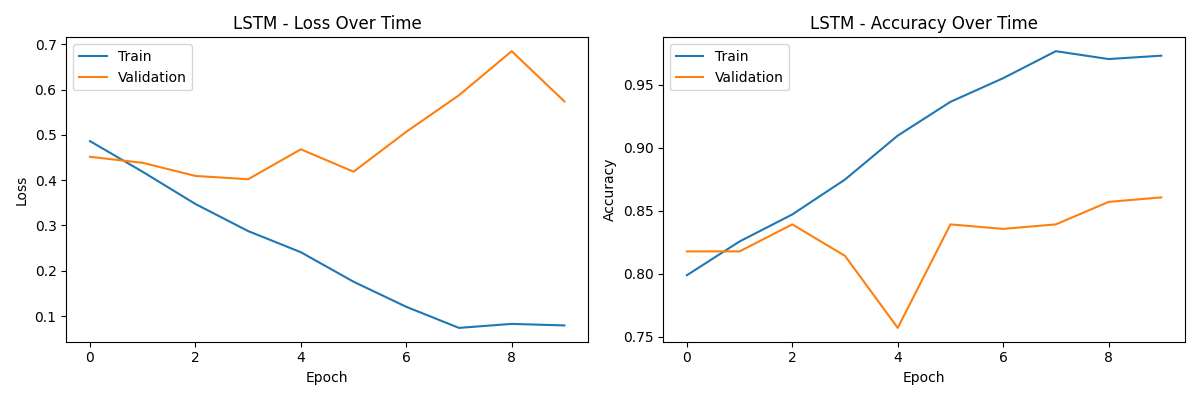 LSTM - Loss Over Time
Train
Validation
0.7
0.6
0.5
0.4
0.3
0.2
0.1
Loss
0 2 4 6 8
Epoch
LSTM - Accuracy Over Time
Train
Validation
0.95
0.90
0.85
0.80
0.75
Accuracy
0 2 4 6 8
Epoch